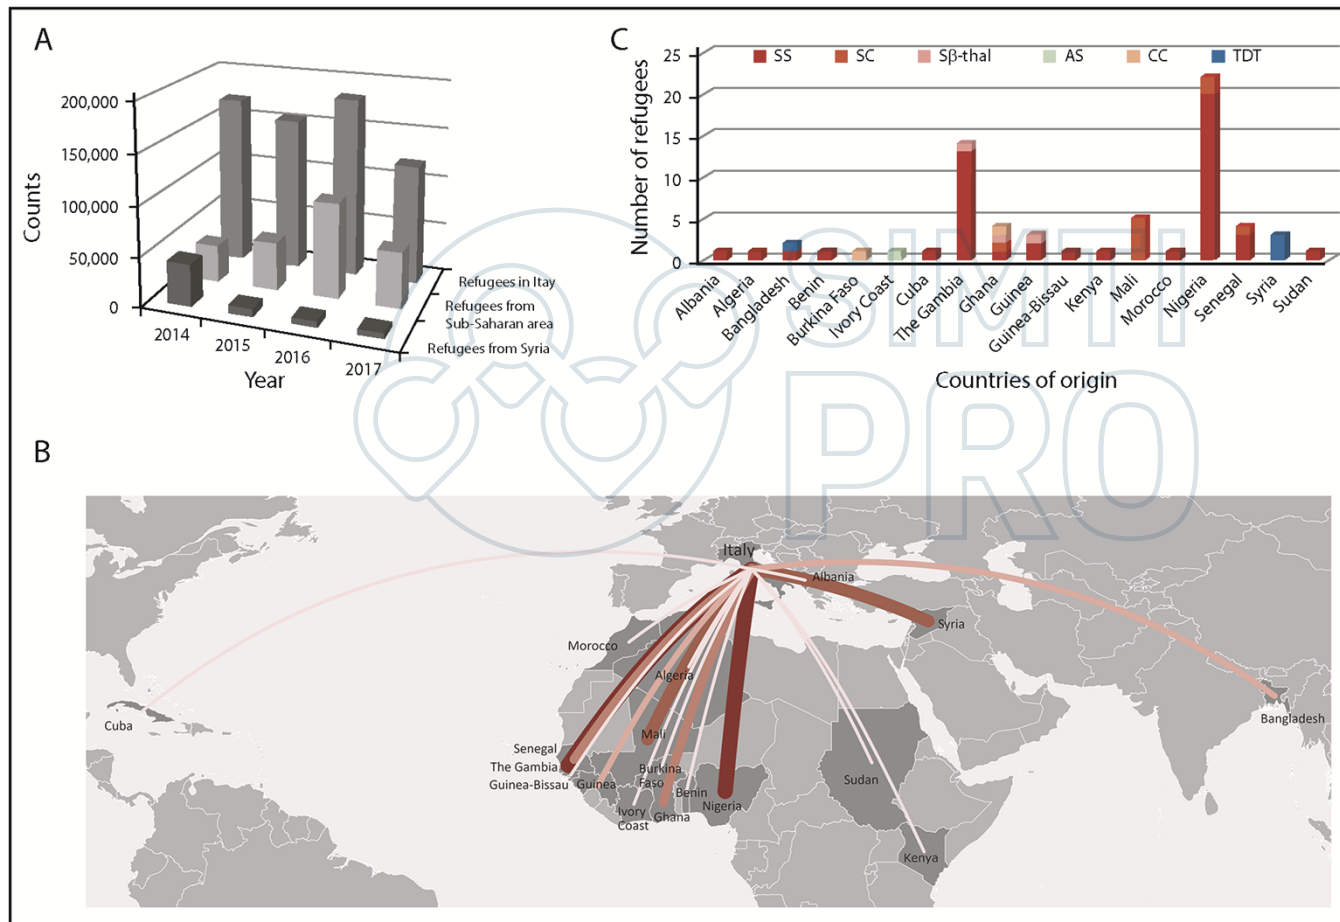 A
200,000
150,000
100,000
50,000
0
Counts
2014
2015
2016
2017
Year
Refugees in Itay
Refugees from
Sub-Saharan area
Refugees from Syria
C
SS SC Sβ-thal AS CC TDT
25
20
15
10
5
0
Number of refugees
Albania
Algeria
Bangladesh
Benin
Burkina Faso
Ivory Coast
Cuba
The Gambia
Ghana
Guinea
Guinea-Bissau
Kenya
Mali
Morocco
Nigeria
Senegal
Syria
Sudan
Countries of origin
SIMTI
PRO
B
Italy
Albania
Syria
Morocco
Algeria
Cuba
Bangladesh
Senegal
The Gambia
Guinea-Bissau
Guinea
Mali
Burkina
Faso
Ivory
Coast
Ghana
Benin
Nigeria
Sudan
Kenya